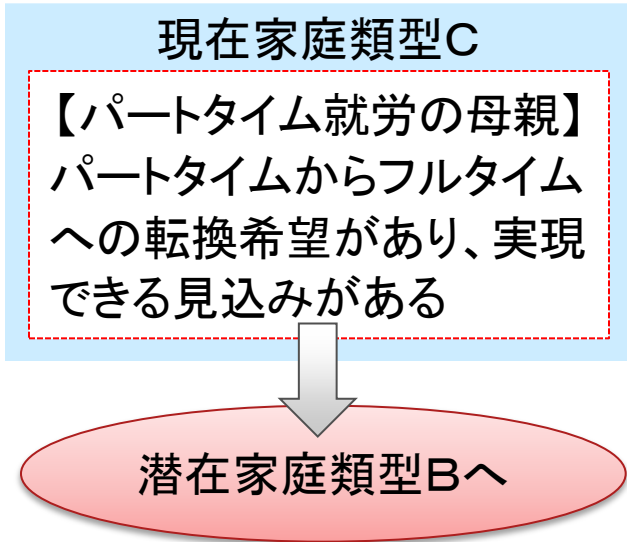 現在家庭類型C
【パートタイム就労の母親】
パートタイムからフルタイム
への転換希望があり、実現
できる見込みがある
潜在家庭類型Bへ